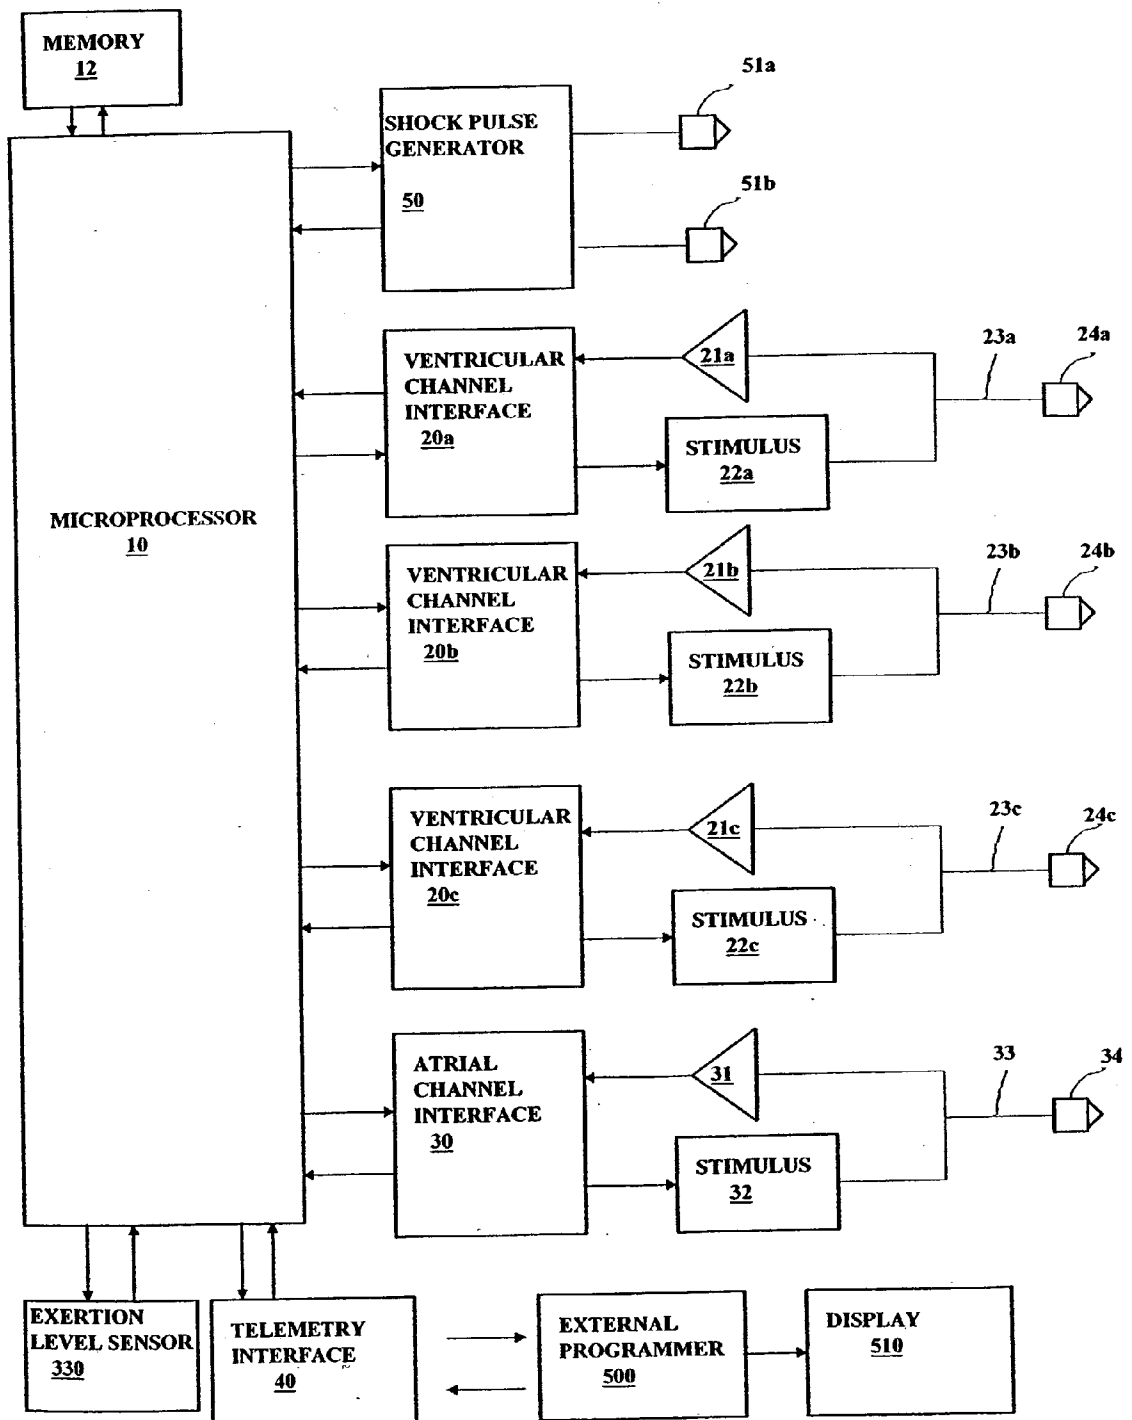 MEMORY
12
51a
SHOCK PULSE
GENERATOR
50
51b
VENTRICULAR
CHANNEL
INTERFACE
20a
21a
23a
24a
STIMULUS
22a
MICROPROCESSOR
10
VENTRICULAR
CHANNEL
INTERFACE
20b
21b
23b
24b
STIMULUS
22b
VENTRICULAR
CHANNEL
INTERFACE
20c
21c
23c
24c
STIMULUS
22c
ATRIAL
CHANNEL
INTERFACE
30
31
33
34
STIMULUS
32
EXERTION
LEVEL SENSOR
330
TELEMETRY
INTERFACE
40
EXTERNAL
PROGRAMMER
500
DISPLAY
510